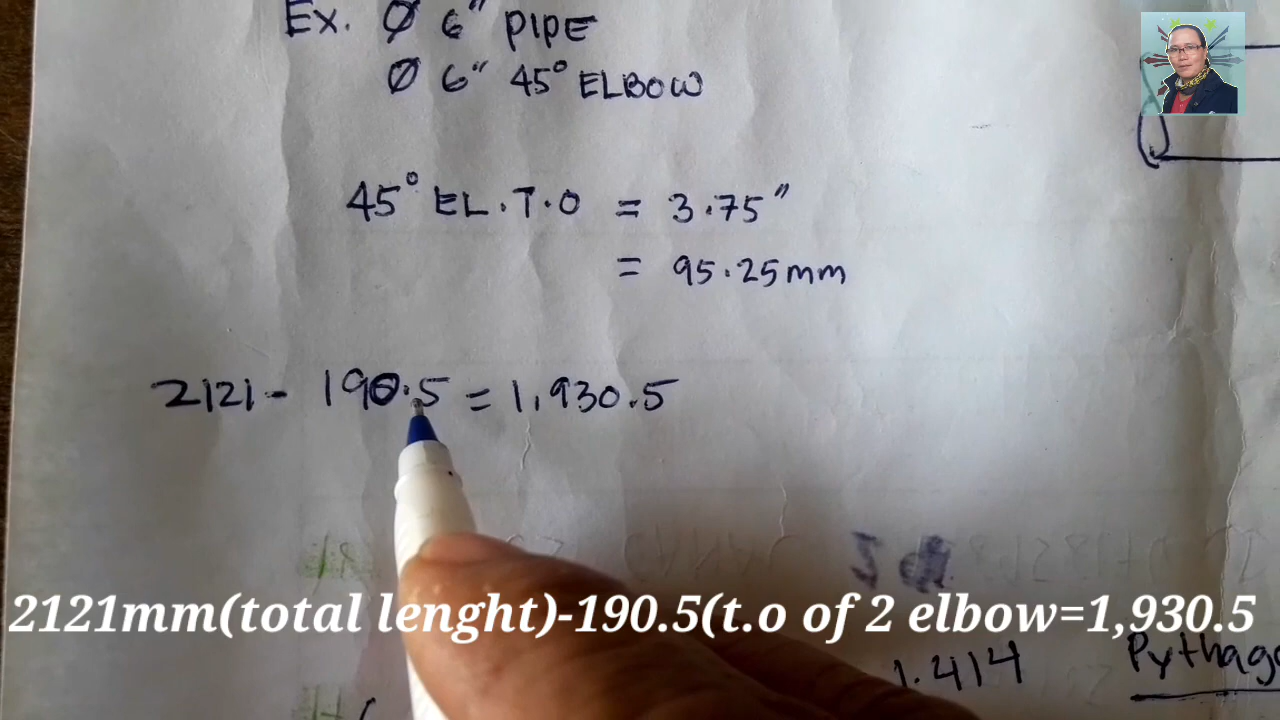 Ex. Ø 6" PIPE
Ø 6" 45° ELBOW
45° EL.T.O = 3.75"
= 95.25mm
2121 - 190.5 = 1,930.5
2121mm(total lenght)-190.5(t.o of 2 elbow=1,930.5
1.414